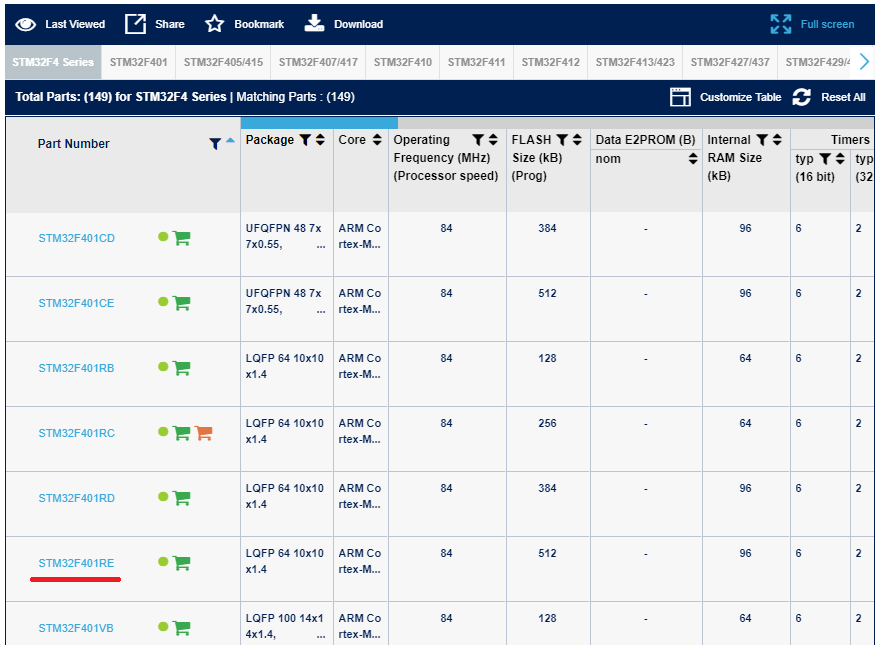 Last Viewed Share Bookmark Download Full screen
STM32F4 Series STM32F401 STM32F405/415 STM32F407/417 STM32F410 STM32F411 STM32F412 STM32F413/423 STM32F427/437 STM32F429/4
Total Parts: (149) for STM32F4 Series | Matching Parts : (149) Customize Table Reset All
Part Number Package Core Operating FLASH Data E2PROM (B) Internal Timers
Frequency (MHz) Size (kB) nom RAM Size typ typ
(Processor speed) (Prog) (kB) (16 bit) (32
STM32F401CD UFQFPN 48 7x ARM Co 84 384 - 96 6 2
7x0.55, ... rtex-M...
STM32F401CE UFQFPN 48 7x ARM Co 84 512 - 96 6 2
7x0.55, ... rtex-M...
STM32F401RB LQFP 64 10x10 ARM Co 84 128 - 64 6 2
x1.4 rtex-M...
STM32F401RC LQFP 64 10x10 ARM Co 84 256 - 64 6 2
x1.4 rtex-M...
STM32F401RD LQFP 64 10x10 ARM Co 84 384 - 96 6 2
x1.4 rtex-M...
STM32F401RE LQFP 64 10x10 ARM Co 84 512 - 96 6 2
x1.4 rtex-M...
STM32F401VB LQFP 100 14x1 ARM Co 84 128 - 64 6 2
4x1.4, ... rtex-M...